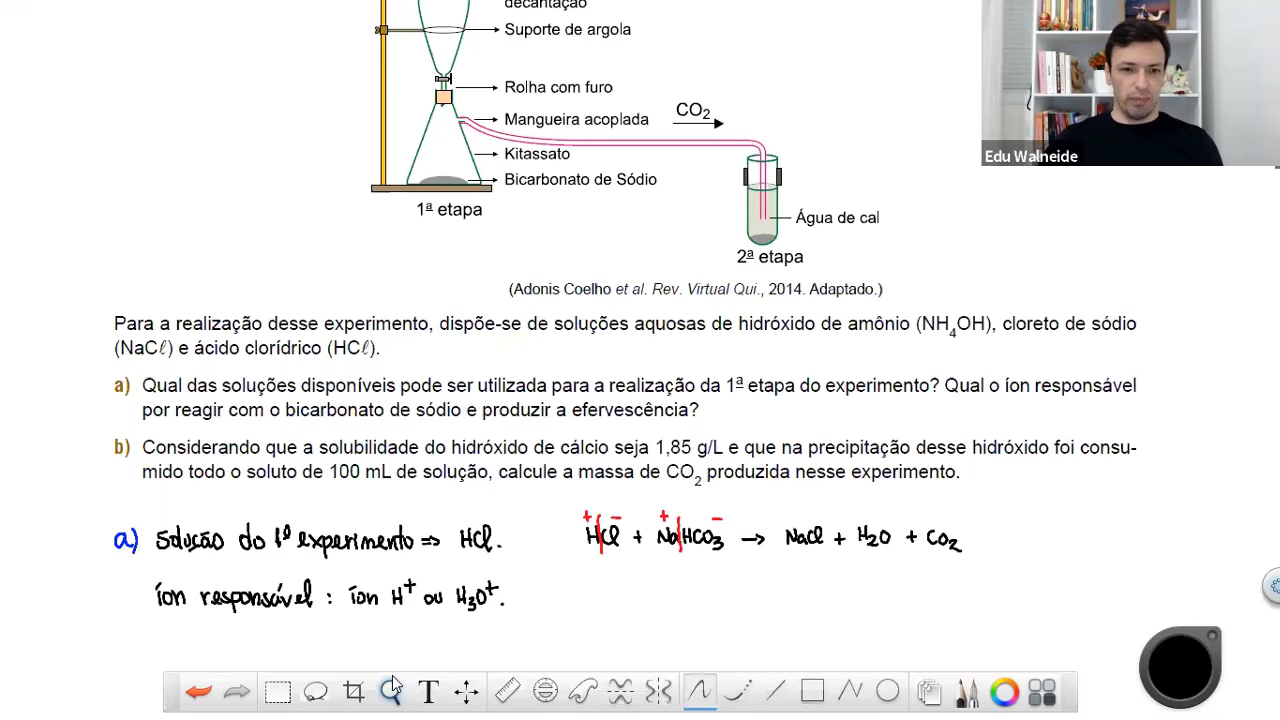 decantação
Suporte de argola
Rolha com furo
Mangueira acoplada
CO2
Kitassato
Bicarbonato de Sódio
1ª etapa
Água de cal
2ª etapa
Edu Walneide
(Adonis Coelho et al. Rev. Virtual Qui., 2014. Adaptado.)
Para a realização desse experimento, dispõe-se de soluções aquosas de hidróxido de amônio (NH4OH), cloreto de sódio
(NaCℓ) e ácido clorídrico (HCℓ).
a) Qual das soluções disponíveis pode ser utilizada para a realização da 1ª etapa do experimento? Qual o íon responsável
por reagir com o bicarbonato de sódio e produzir a efervescência?
b) Considerando que a solubilidade do hidróxido de cálcio seja 1,85 g/L e que na precipitação desse hidróxido foi consu-
mido todo o soluto de 100 mL de solução, calcule a massa de CO2 produzida nesse experimento.
+ - + -
a) Solução do 1º experimento ⇒ HCl. HCl + NaHCO3 → NaCl + H2O + CO2
íon responsável : íon H+ ou H3O+.
T